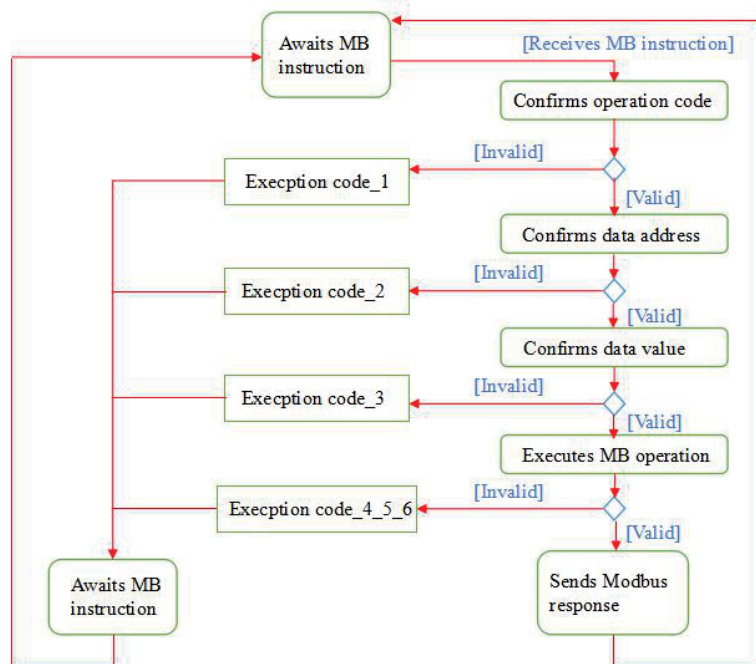 Awaits MB
instruction
[Receives MB instruction]
Confirms operation code
[Invalid]
Execption code_1
[Valid]
Confirms data address
[Invalid]
Execption code_2
[Valid]
Confirms data value
[Invalid]
Execption code_3
[Valid]
Executes MB operation
[Invalid]
Execption code_4_5_6
[Valid]
Awaits MB
instruction
Sends Modbus
response